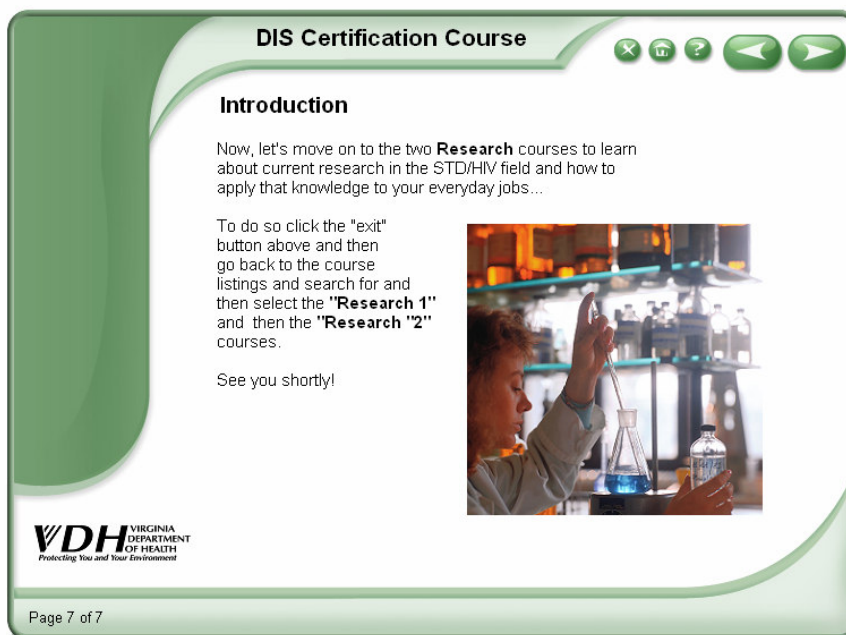 DIS Certification Course
?
Introduction
Now, let's move on to the two Research courses to learn
about current research in the STD/HIV field and how to
apply that knowledge to your everyday jobs...
To do so click the "exit"
button above and then
go back to the course
listings and search for and
then select the "Research 1"
and then the "Research "2"
courses.
See you shortly!
VDH VIRGINIA
DEPARTMENT
OF HEALTH
Protecting You and Your Environment
Page 7 of 7